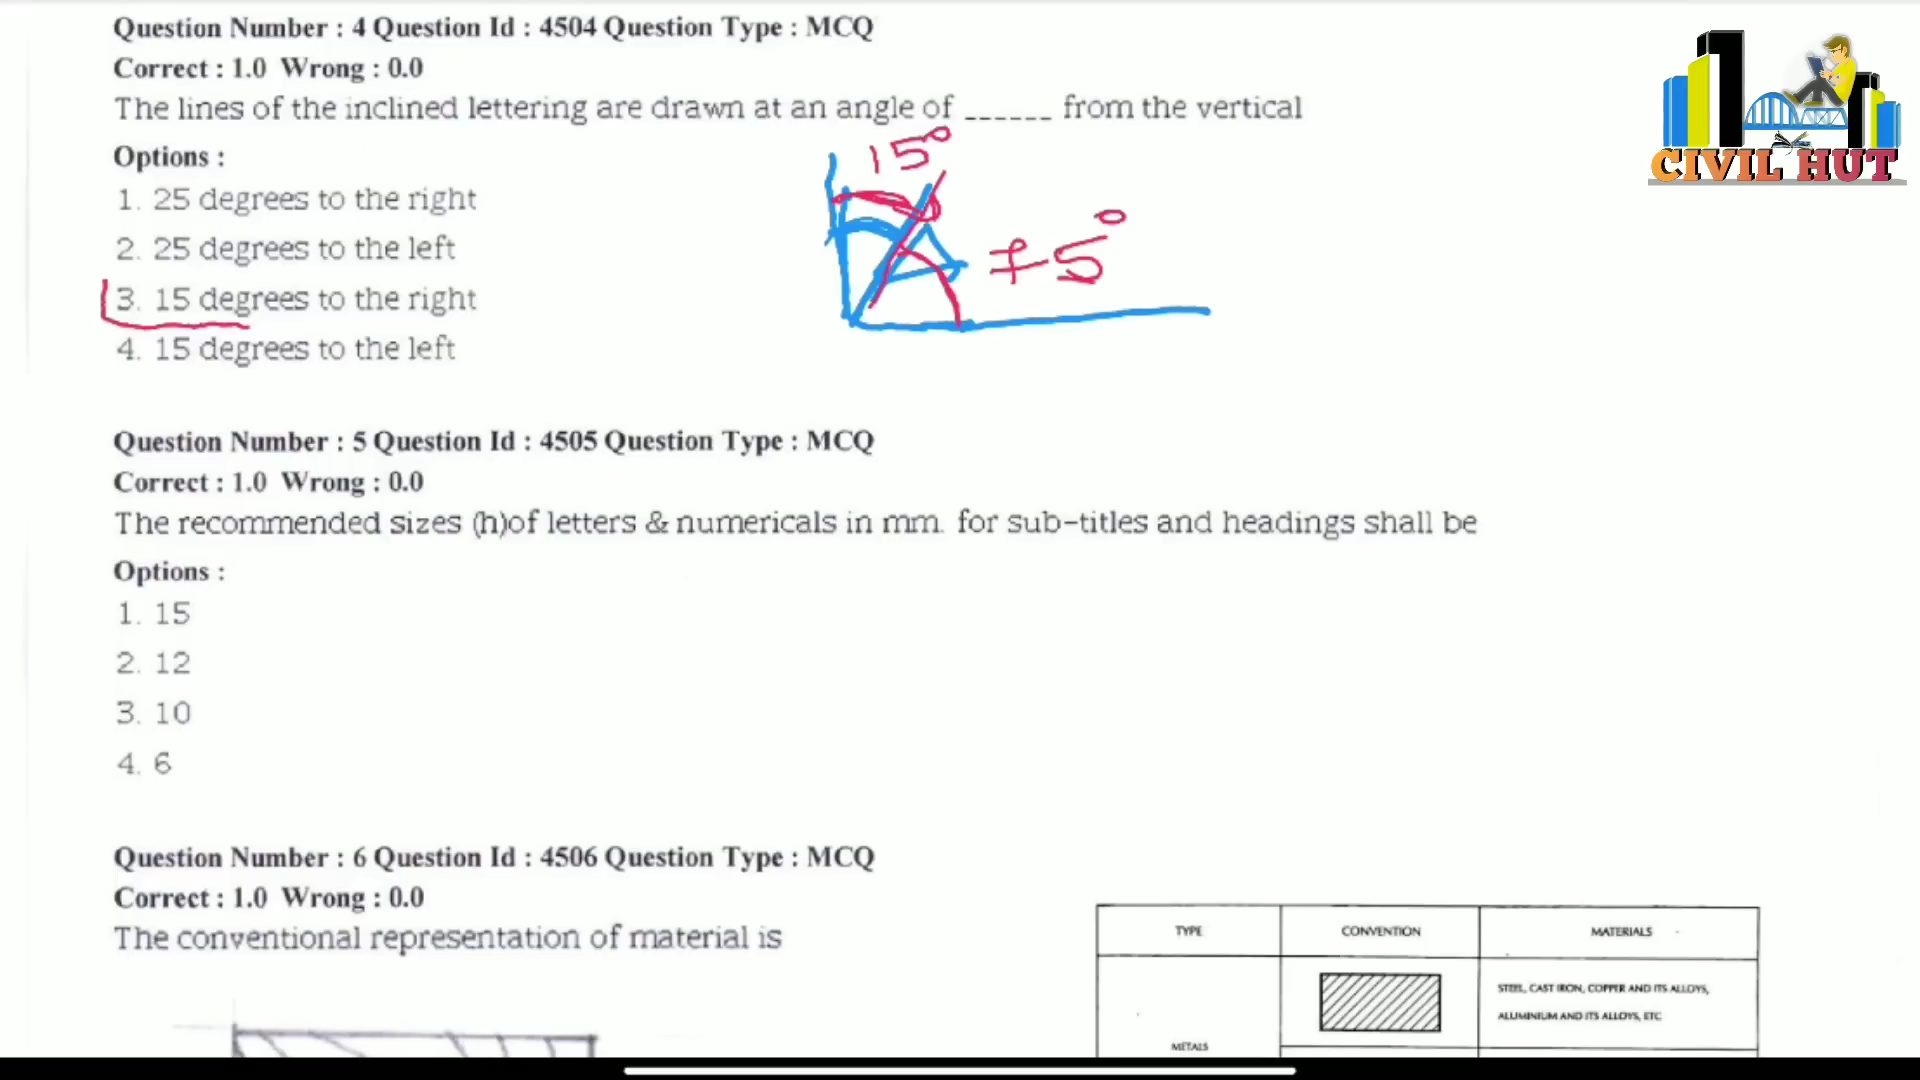 Question Number : 4 Question Id : 4504 Question Type : MCQ
Correct : 1.0 Wrong : 0.0
The lines of the inclined lettering are drawn at an angle of ______ from the vertical
Options :
15°
1. 25 degrees to the right
2. 25 degrees to the left
75°
3. 15 degrees to the right
4. 15 degrees to the left
CIVIL HUT
Question Number : 5 Question Id : 4505 Question Type : MCQ
Correct : 1.0 Wrong : 0.0
The recommended sizes (h)of letters & numericals in mm. for sub-titles and headings shall be
Options :
1. 15
2. 12
3. 10
4. 6
Question Number : 6 Question Id : 4506 Question Type : MCQ
Correct : 1.0 Wrong : 0.0
The conventional representation of material is
TYPE CONVENTION MATERIALS
STEEL, CAST IRON, COPPER AND ITS ALLOYS,
ALUMINIUM AND ITS ALLOYS, ETC
METALS